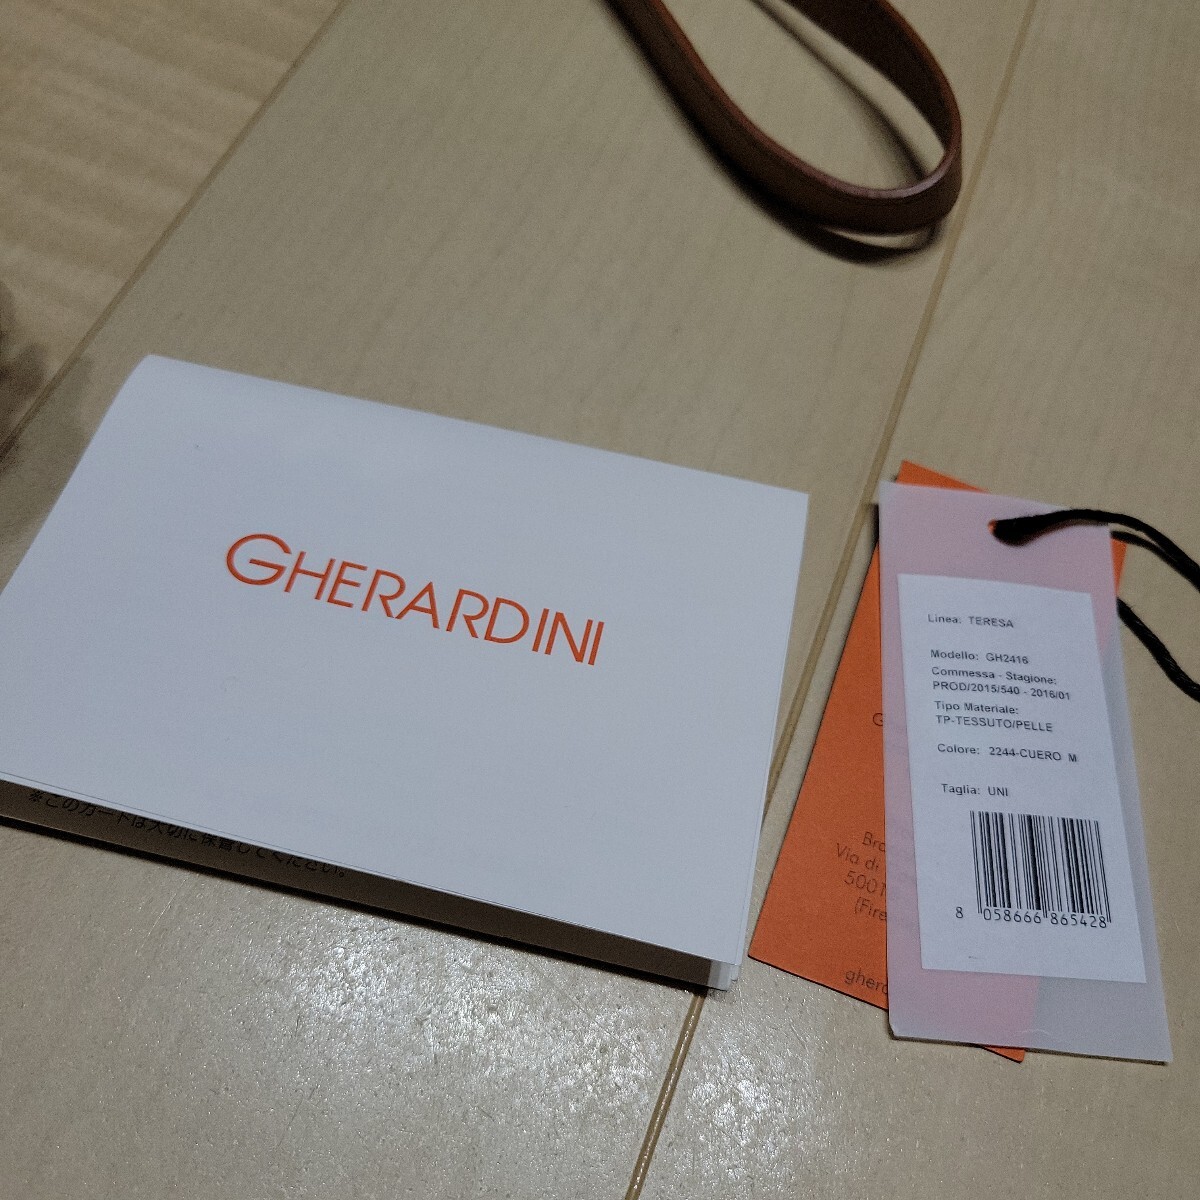 GHERARDINI
※このカードは大切に保管してください。
Linea: TERESA
Modello: GH2416
Commessa - Stagione:
PROD/2015/540 - 2016/01
Tipo Materiale:
TP-TESSUTO/PELLE
Colore: 2244-CUERO M
Taglia: UNI
8 058666 865428
G
Via di